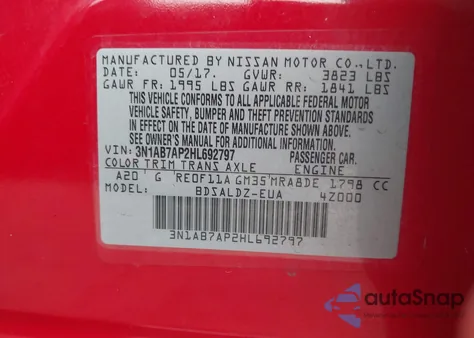 MANUFACTURED BY NISSAN MOTOR CO., LTD.
DATE: 05/17. GVWR: 3823 LBS
GAWR FR: 1995 LBS GAWR RR: 1841 LBS
THIS VEHICLE CONFORMS TO ALL APPLICABLE FEDERAL MOTOR
VEHICLE SAFETY, BUMPER, AND THEFT PREVENTION STANDARDS
IN EFFECT ON THE DATE OF MANUFACTURE SHOWN ABOVE.
SEE OWNER'S MANUAL FOR AND FURTHER INFO.
VIN: 3N1AB7AP2HL692797 PASSENGER CAR.
COLOR TRIM TRANS AXLE ENGINE
A20 G RE0F11A GM35 MRA8DE 1798 CC
MODEL: BDSALDZ-EUA 4Z000
3N1AB7AP2HL692797
autoSnap